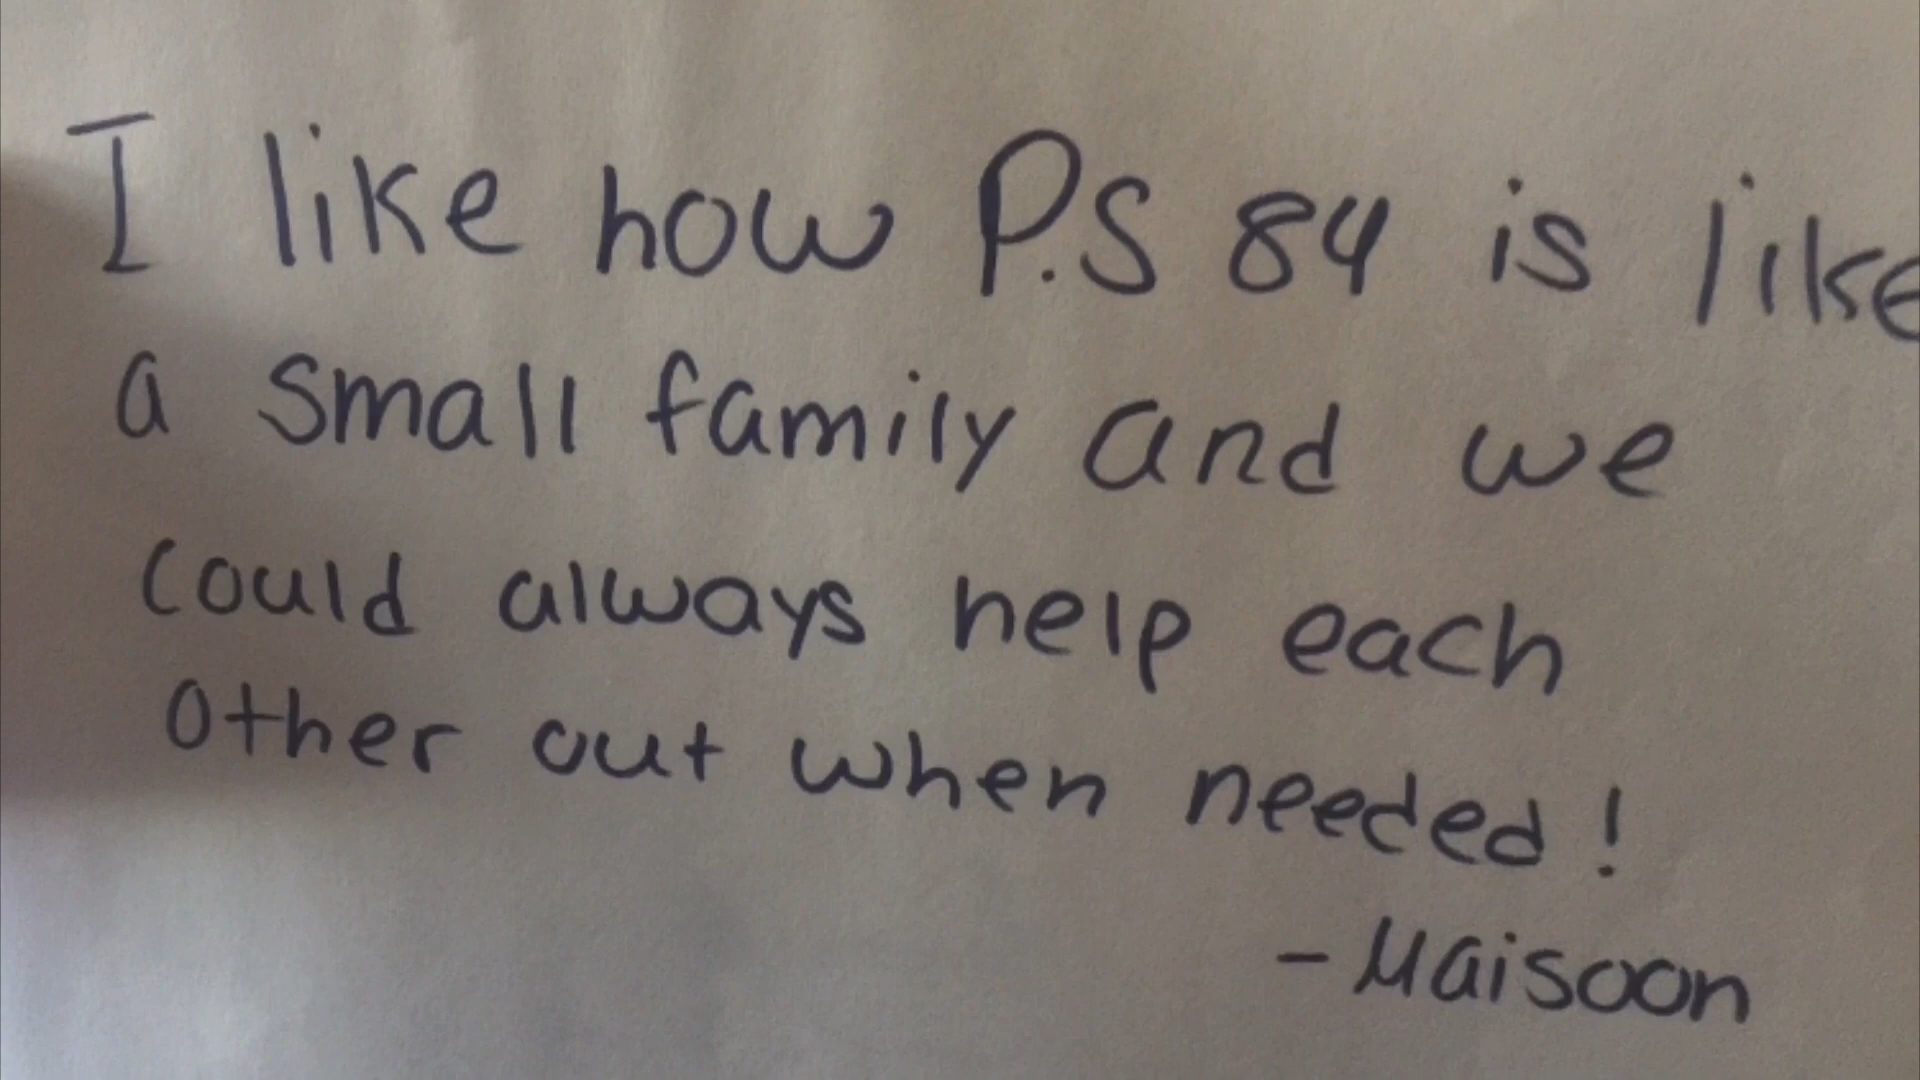 I like how P.S 84 is like
a small family and we
could always help each
other out when needed!
- Maisoon